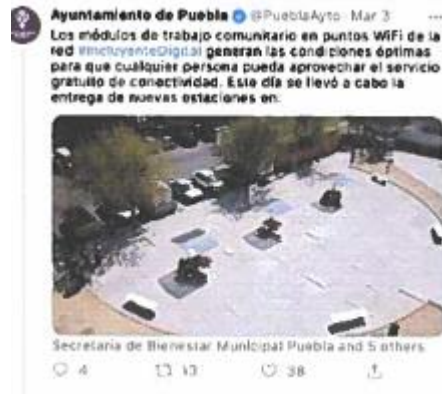 Ayuntamiento de Puebla @PueblaAyto · Mar 3 ...
Los módulos de trabajo comunitario en puntos WiFi de la
red #IncluyenteDigital generan las condiciones óptimas
para que cualquier persona pueda aprovechar el servicio
gratuito de conectividad. Este día se llevó a cabo la
entrega de nuevas estaciones en:
Secretaría de Bienestar Municipal Puebla and 5 others
4 13 38